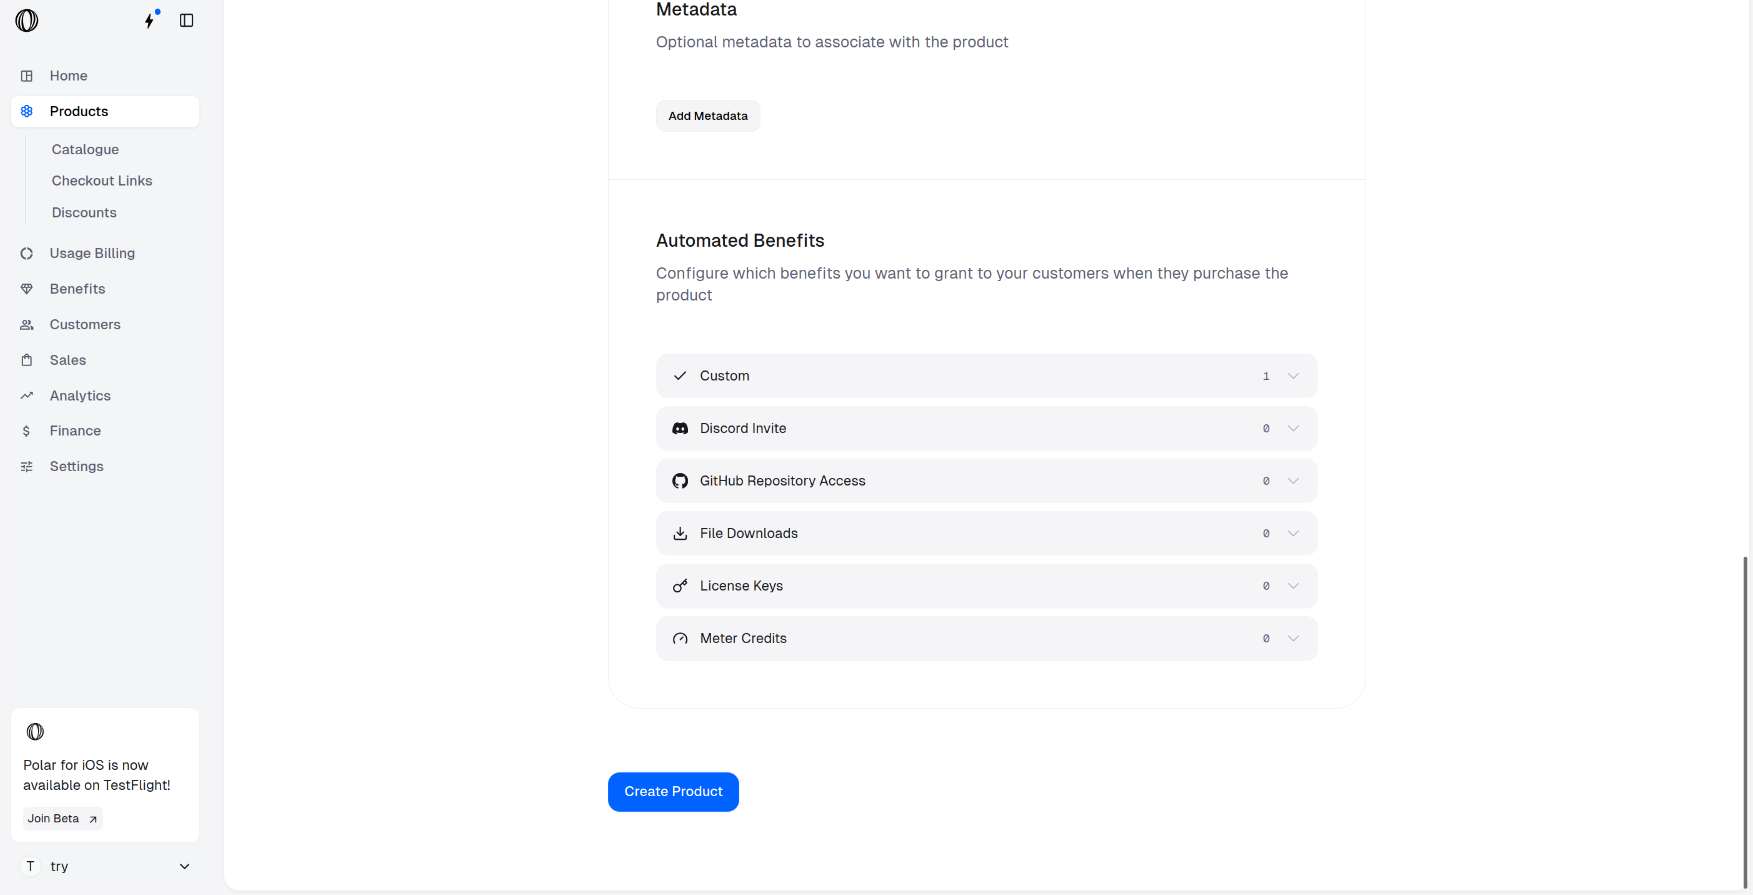 Home
Products
Catalogue
Checkout Links
Discounts
Usage Billing
Benefits
Customers
Sales
Analytics
Finance
Settings
Polar for iOS is now
available on TestFlight!
Join Beta
T try
Metadata
Optional metadata to associate with the product
Add Metadata
Automated Benefits
Configure which benefits you want to grant to your customers when they purchase the
product
Custom 1
Discord Invite 0
GitHub Repository Access 0
File Downloads 0
License Keys 0
Meter Credits 0
Create Product